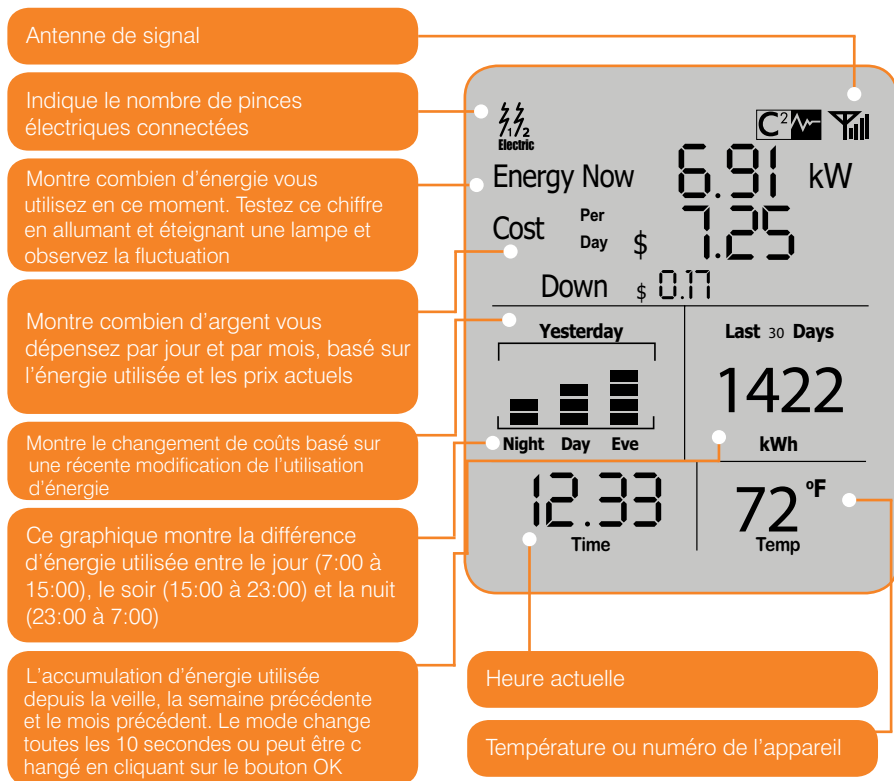 Antenne de signal
Indique le nombre de pinces
électriques connectées
Montre combien d'énergie vous
utilisez en ce moment. Testez ce chiffre
en allumant et éteignant une lampe et
observez la fluctuation
Montre combien d'argent vous
dépensez par jour et par mois, basé sur
l'énergie utilisée et les prix actuels
Montre le changement de coûts basé sur
une récente modification de l'utilisation
d'énergie
Ce graphique montre la différence
d'énergie utilisée entre le jour (7:00 à
15:00), le soir (15:00 à 23:00) et la nuit
(23:00 à 7:00)
L'accumulation d'énergie utilisée
depuis la veille, la semaine précédente
et le mois précédent. Le mode change
toutes les 10 secondes ou peut être c
hangé en cliquant sur le bouton OK
1 2
Electric
C2
Energy Now 6.91 kW
Cost Per Day $ 7.25
Down $ 0.17
Yesterday
Night Day Eve
Last 30 Days
1422
kWh
12.33
Time
72 °F
Temp
Heure actuelle
Température ou numéro de l'appareil